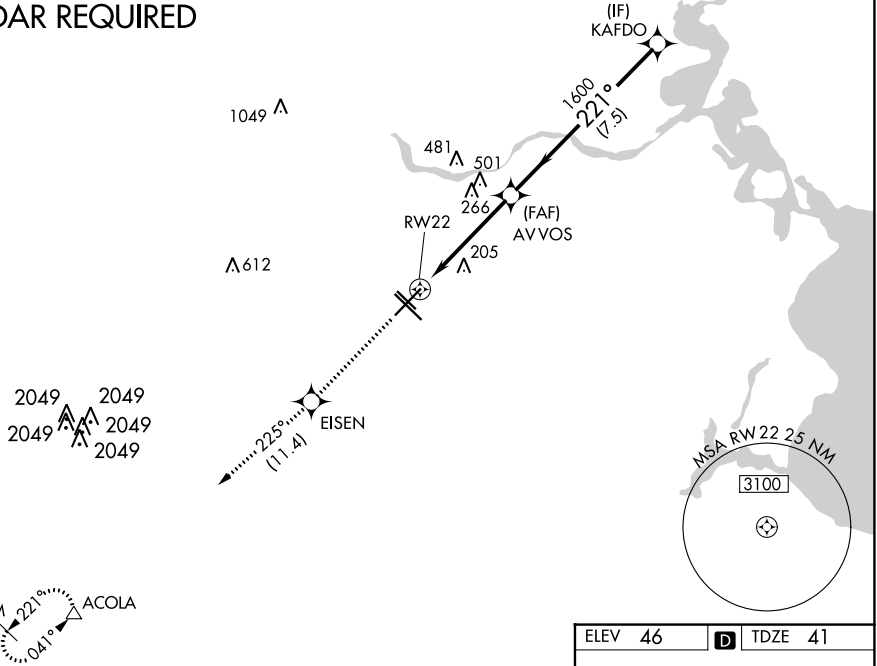 DAR REQUIRED
(IF)
KAFDO
1600
221°
(7.5)
1049
481
501
266
(FAF)
AVVOS
RW22
205
612
2049
2049
2049
2049
2049
EISEN
225°
(11.4)
MSA RW22 25 NM
3100
221°
041°
ACOLA
ELEV 46
D
TDZE 41